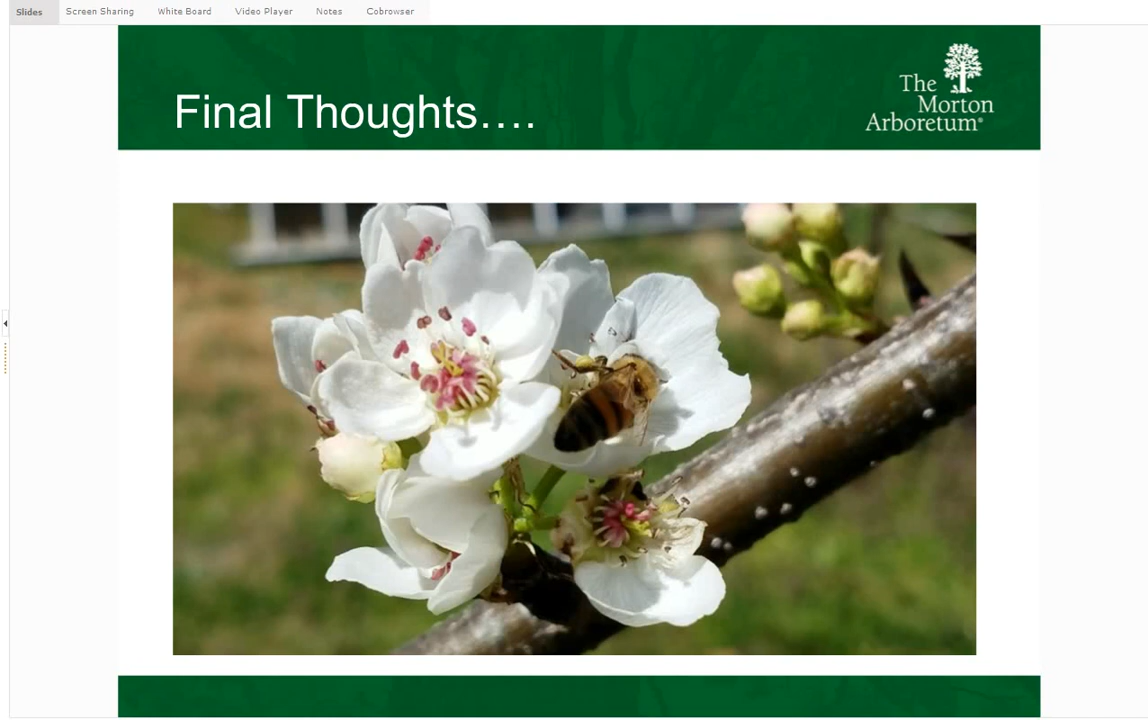 Slides Screen Sharing White Board Video Player Notes Cobrowser
Final Thoughts....
The
Morton
Arboretum®